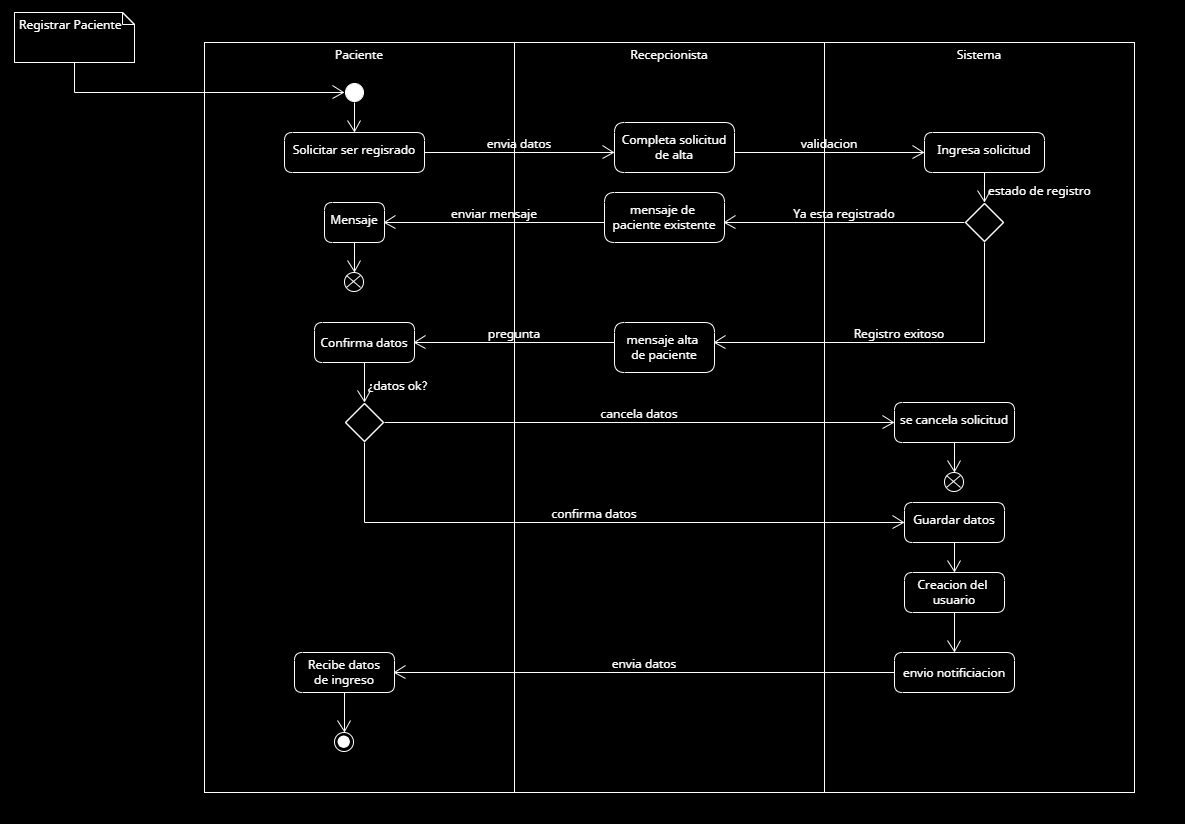 Registrar Paciente
Paciente
Recepcionista
Sistema
Solicitar ser regisrado
envia datos
Completa solicitud
de alta
validacion
Ingresa solicitud
estado de registro
Mensaje
enviar mensaje
mensaje de
paciente existente
Ya esta registrado
Confirma datos
pregunta
mensaje alta
de paciente
Registro exitoso
¿datos ok?
cancela datos
se cancela solicitud
confirma datos
Guardar datos
Creacion del
usuario
Recibe datos
de ingreso
envia datos
envio notificiacion